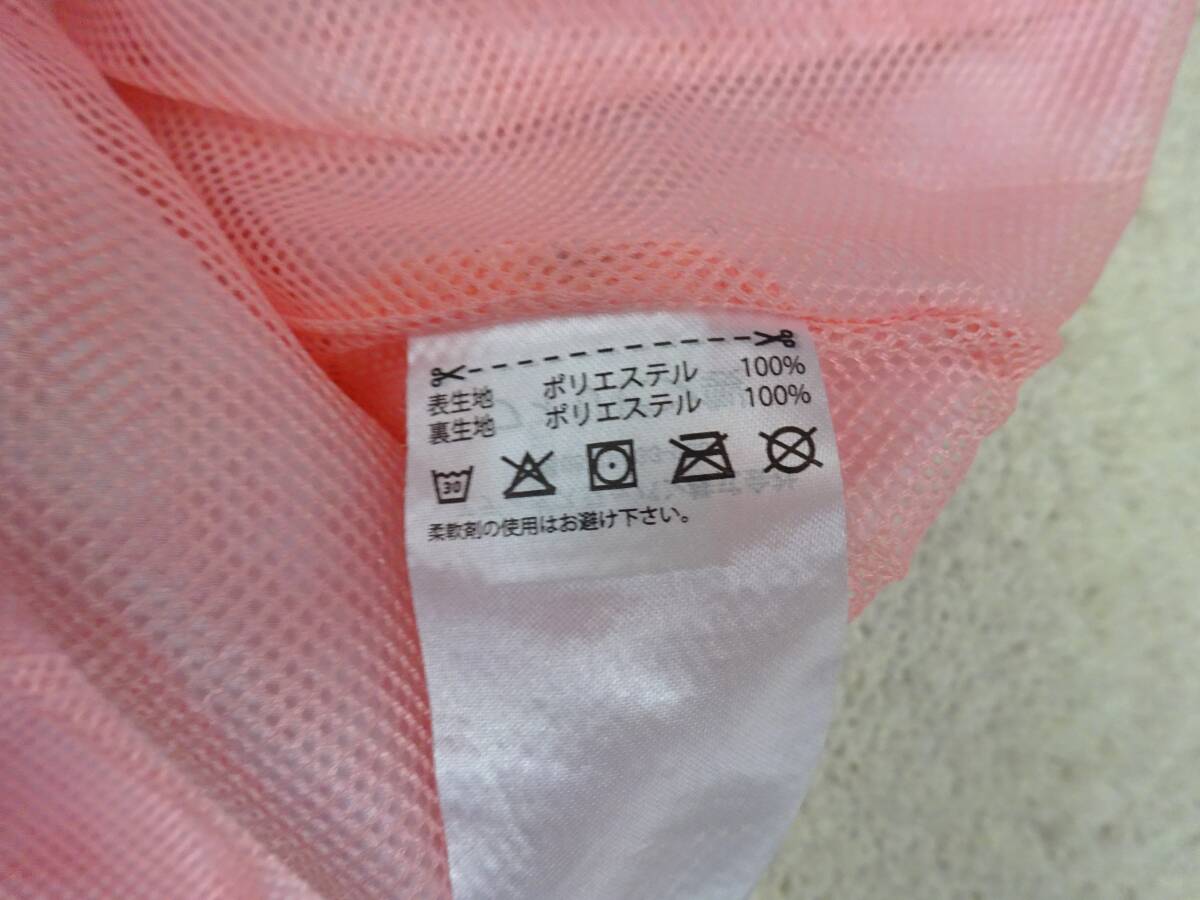 表生地 ポリエステル 100%
裏生地 ポリエステル 100%
30
柔軟剤の使用はお避け下さい。